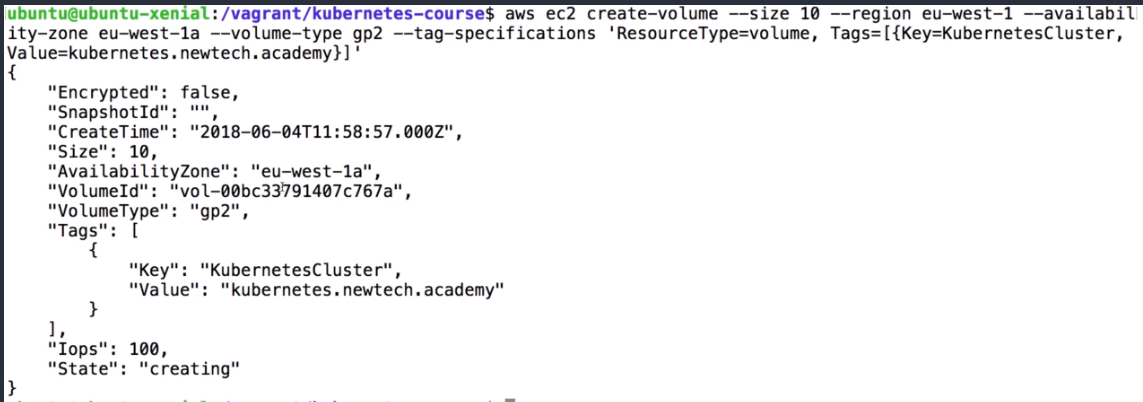 ubuntu@ubuntu-xenial:/vagrant/kubernetes-course$ aws ec2 create-volume --size 10 --region eu-west-1 --availabil
ity-zone eu-west-1a --volume-type gp2 --tag-specifications 'ResourceType=volume, Tags=[{Key=KubernetesCluster,
Value=kubernetes.newtech.academy}]'
{
    "Encrypted": false,
    "SnapshotId": "",
    "CreateTime": "2018-06-04T11:58:57.000Z",
    "Size": 10,
    "AvailabilityZone": "eu-west-1a",
    "VolumeId": "vol-00bc33791407c767a",
    "VolumeType": "gp2",
    "Tags": [
        {
            "Key": "KubernetesCluster",
            "Value": "kubernetes.newtech.academy"
        }
    ],
    "Iops": 100,
    "State": "creating"
}